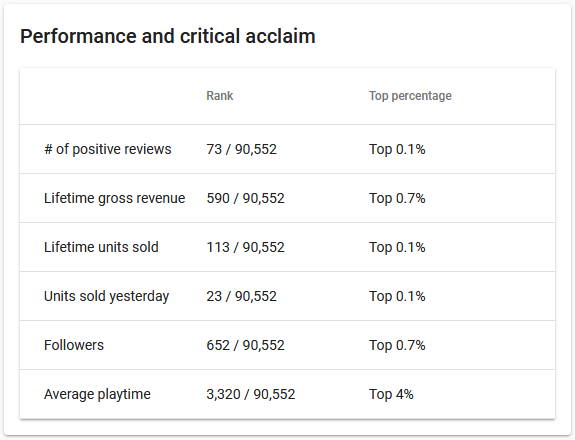 Performance and critical acclaim
Rank Top percentage
# of positive reviews 73 / 90,552 Top 0.1%
Lifetime gross revenue 590 / 90,552 Top 0.7%
Lifetime units sold 113 / 90,552 Top 0.1%
Units sold yesterday 23 / 90,552 Top 0.1%
Followers 652 / 90,552 Top 0.7%
Average playtime 3,320 / 90,552 Top 4%